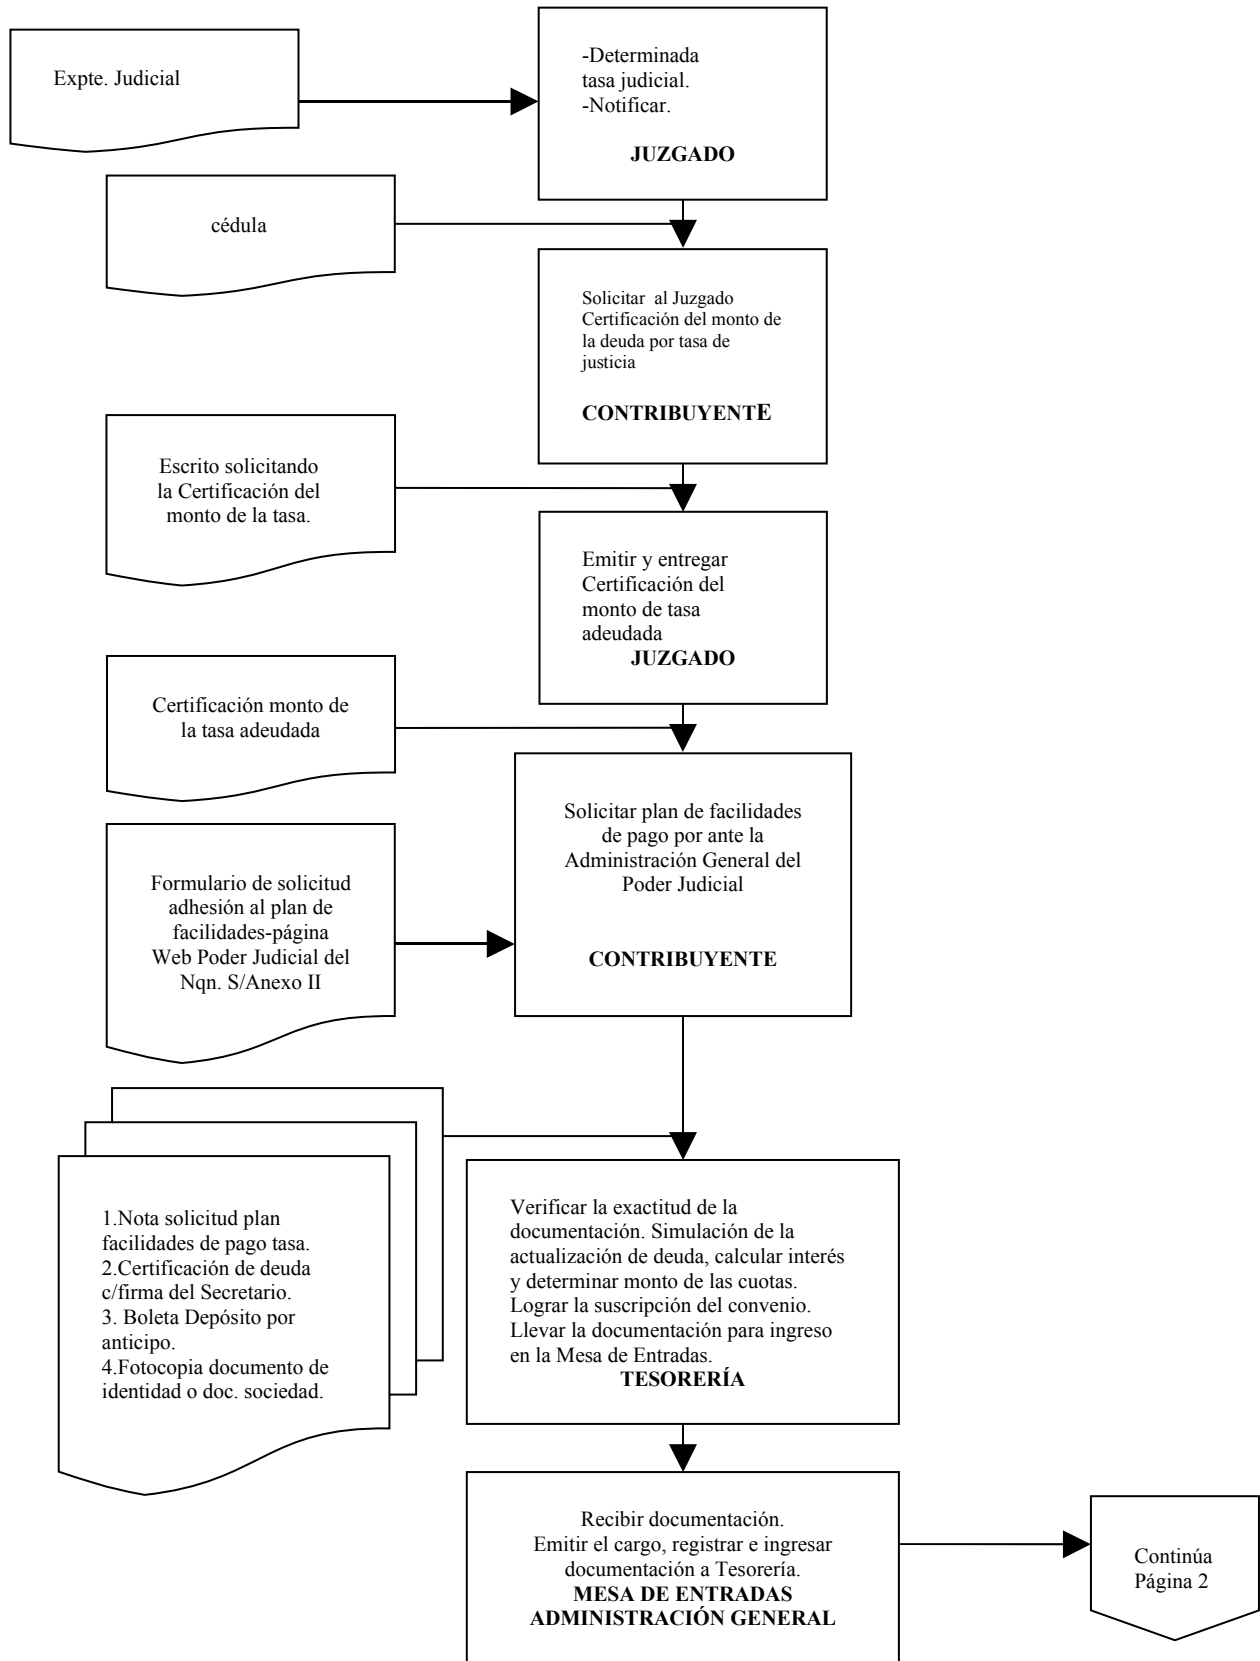 Expte. Judicial
-Determinada
tasa judicial.
-Notificar.
JUZGADO
cédula
Solicitar al Juzgado
Certificación del monto de
la deuda por tasa de
justicia
CONTRIBUYENTE
Escrito solicitando
la Certificación del
monto de la tasa.
Emitir y entregar
Certificación del
monto de tasa
adeudada
JUZGADO
Certificación monto de
la tasa adeudada
Solicitar plan de facilidades
de pago por ante la
Administración General del
Poder Judicial
CONTRIBUYENTE
Formulario de solicitud
adhesión al plan de
facilidades-página
Web Poder Judicial del
Nqn. S/Anexo II
1.Nota solicitud plan
facilidades de pago tasa.
2.Certificación de deuda
c/firma del Secretario.
3. Boleta Depósito por
anticipo.
4.Fotocopia documento de
identidad o doc. sociedad.
Verificar la exactitud de la
documentación. Simulación de la
actualización de deuda, calcular interés
y determinar monto de las cuotas.
Lograr la suscripción del convenio.
Llevar la documentación para ingreso
en la Mesa de Entradas.
TESORERÍA
Recibir documentación.
Emitir el cargo, registrar e ingresar
documentación a Tesorería.
MESA DE ENTRADAS
ADMINISTRACIÓN GENERAL
Continúa
Página 2